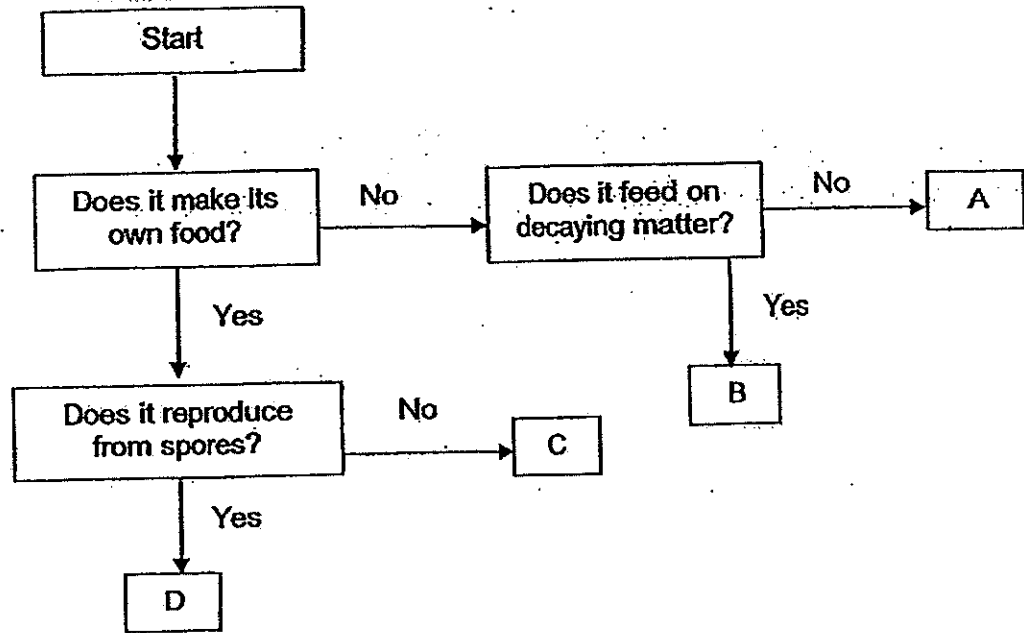 Start
Does it make its
own food?
No
Does it feed on
decaying matter?
No
A
Yes
Yes
B
Does it reproduce
from spores?
No
C
Yes
D